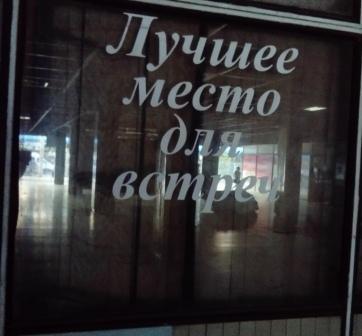 Лучшее
место
для
встреч